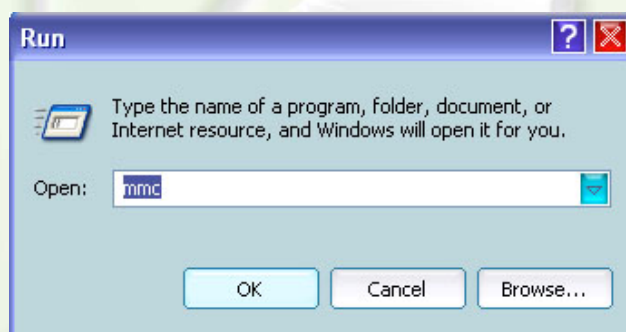 Run
?
Type the name of a program, folder, document, or
Internet resource, and Windows will open it for you.
Open: mmc
OK Cancel Browse...